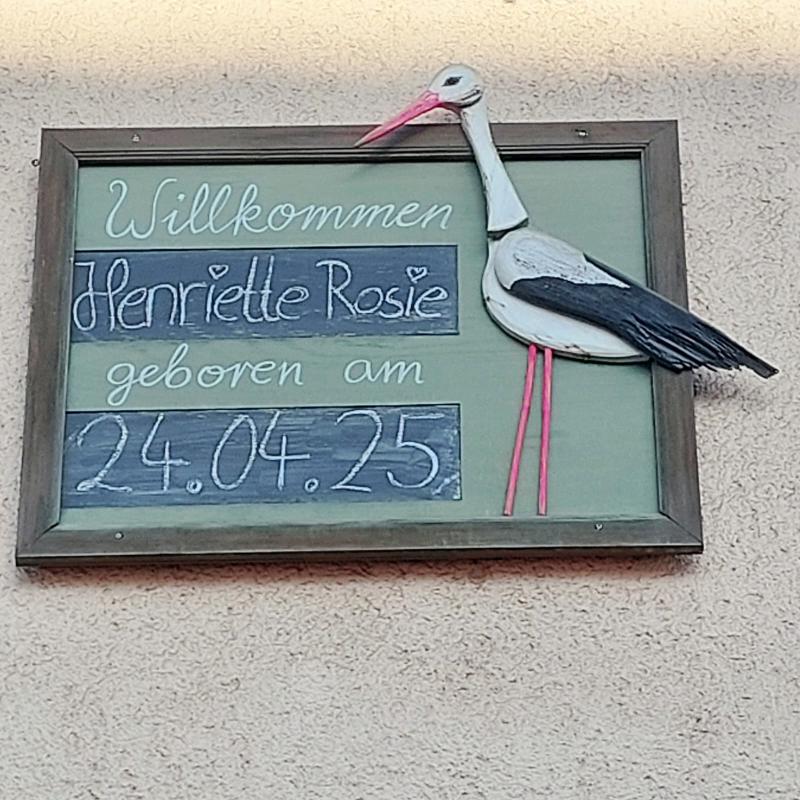 Willkommen
Henriette Rosie
geboren am
24.04.25